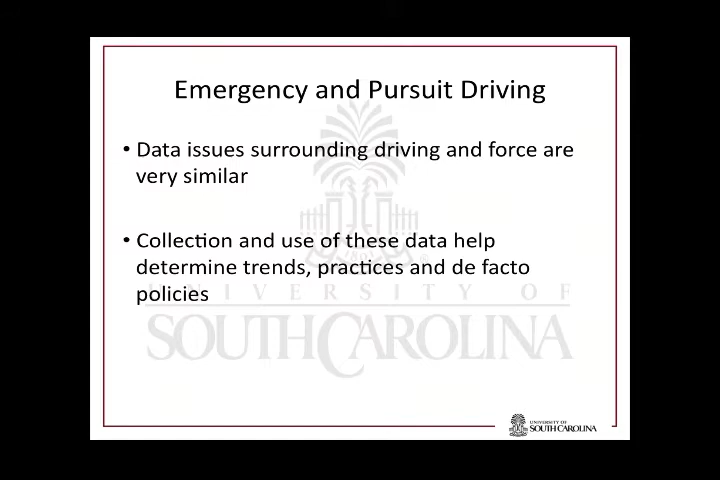 Emergency and Pursuit Driving
• Data issues surrounding driving and force are
very similar
• Collection and use of these data help
determine trends, practices and de facto
policies
UNIVERSITY OF
SOUTH CAROLINA
UNIVERSITY OF
SOUTH CAROLINA